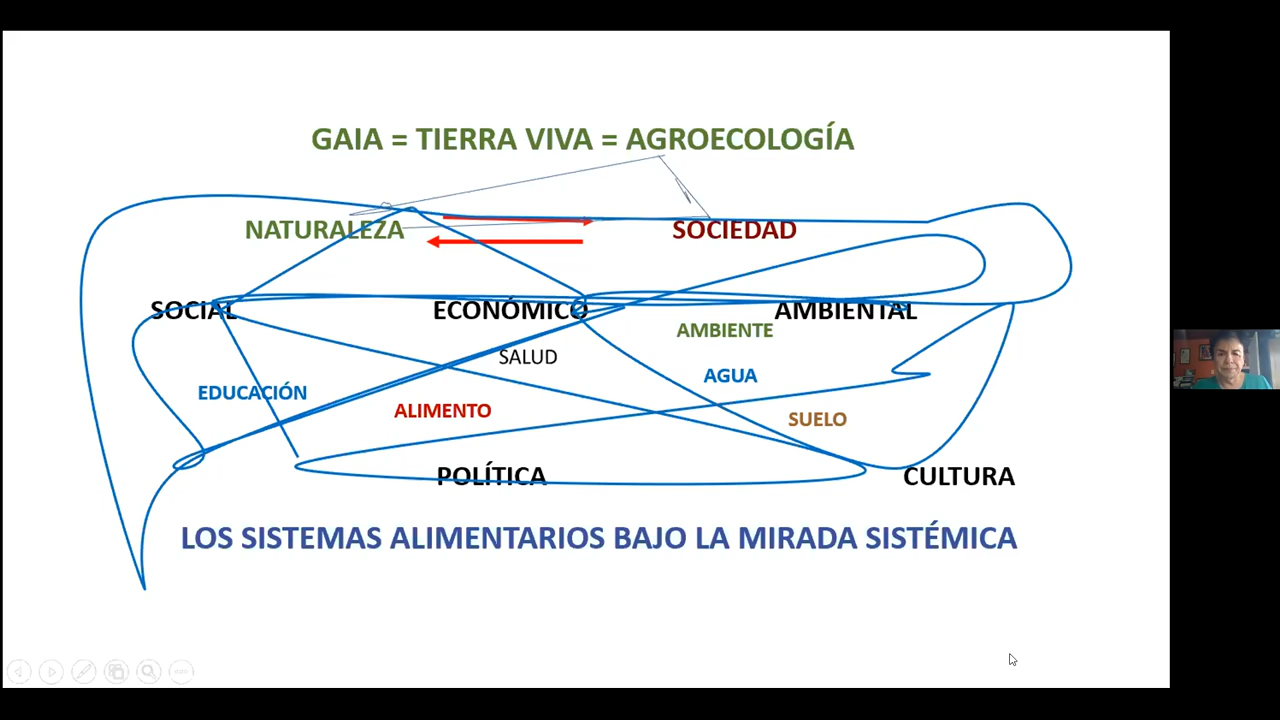 GAIA = TIERRA VIVA = AGROECOLOGÍA
NATURALEZA SOCIEDAD
SOCIAL ECONÓMICO AMBIENTAL
AMBIENTE
SALUD
AGUA
EDUCACIÓN
ALIMENTO
SUELO
POLÍTICA CULTURA
LOS SISTEMAS ALIMENTARIOS BAJO LA MIRADA SISTÉMICA